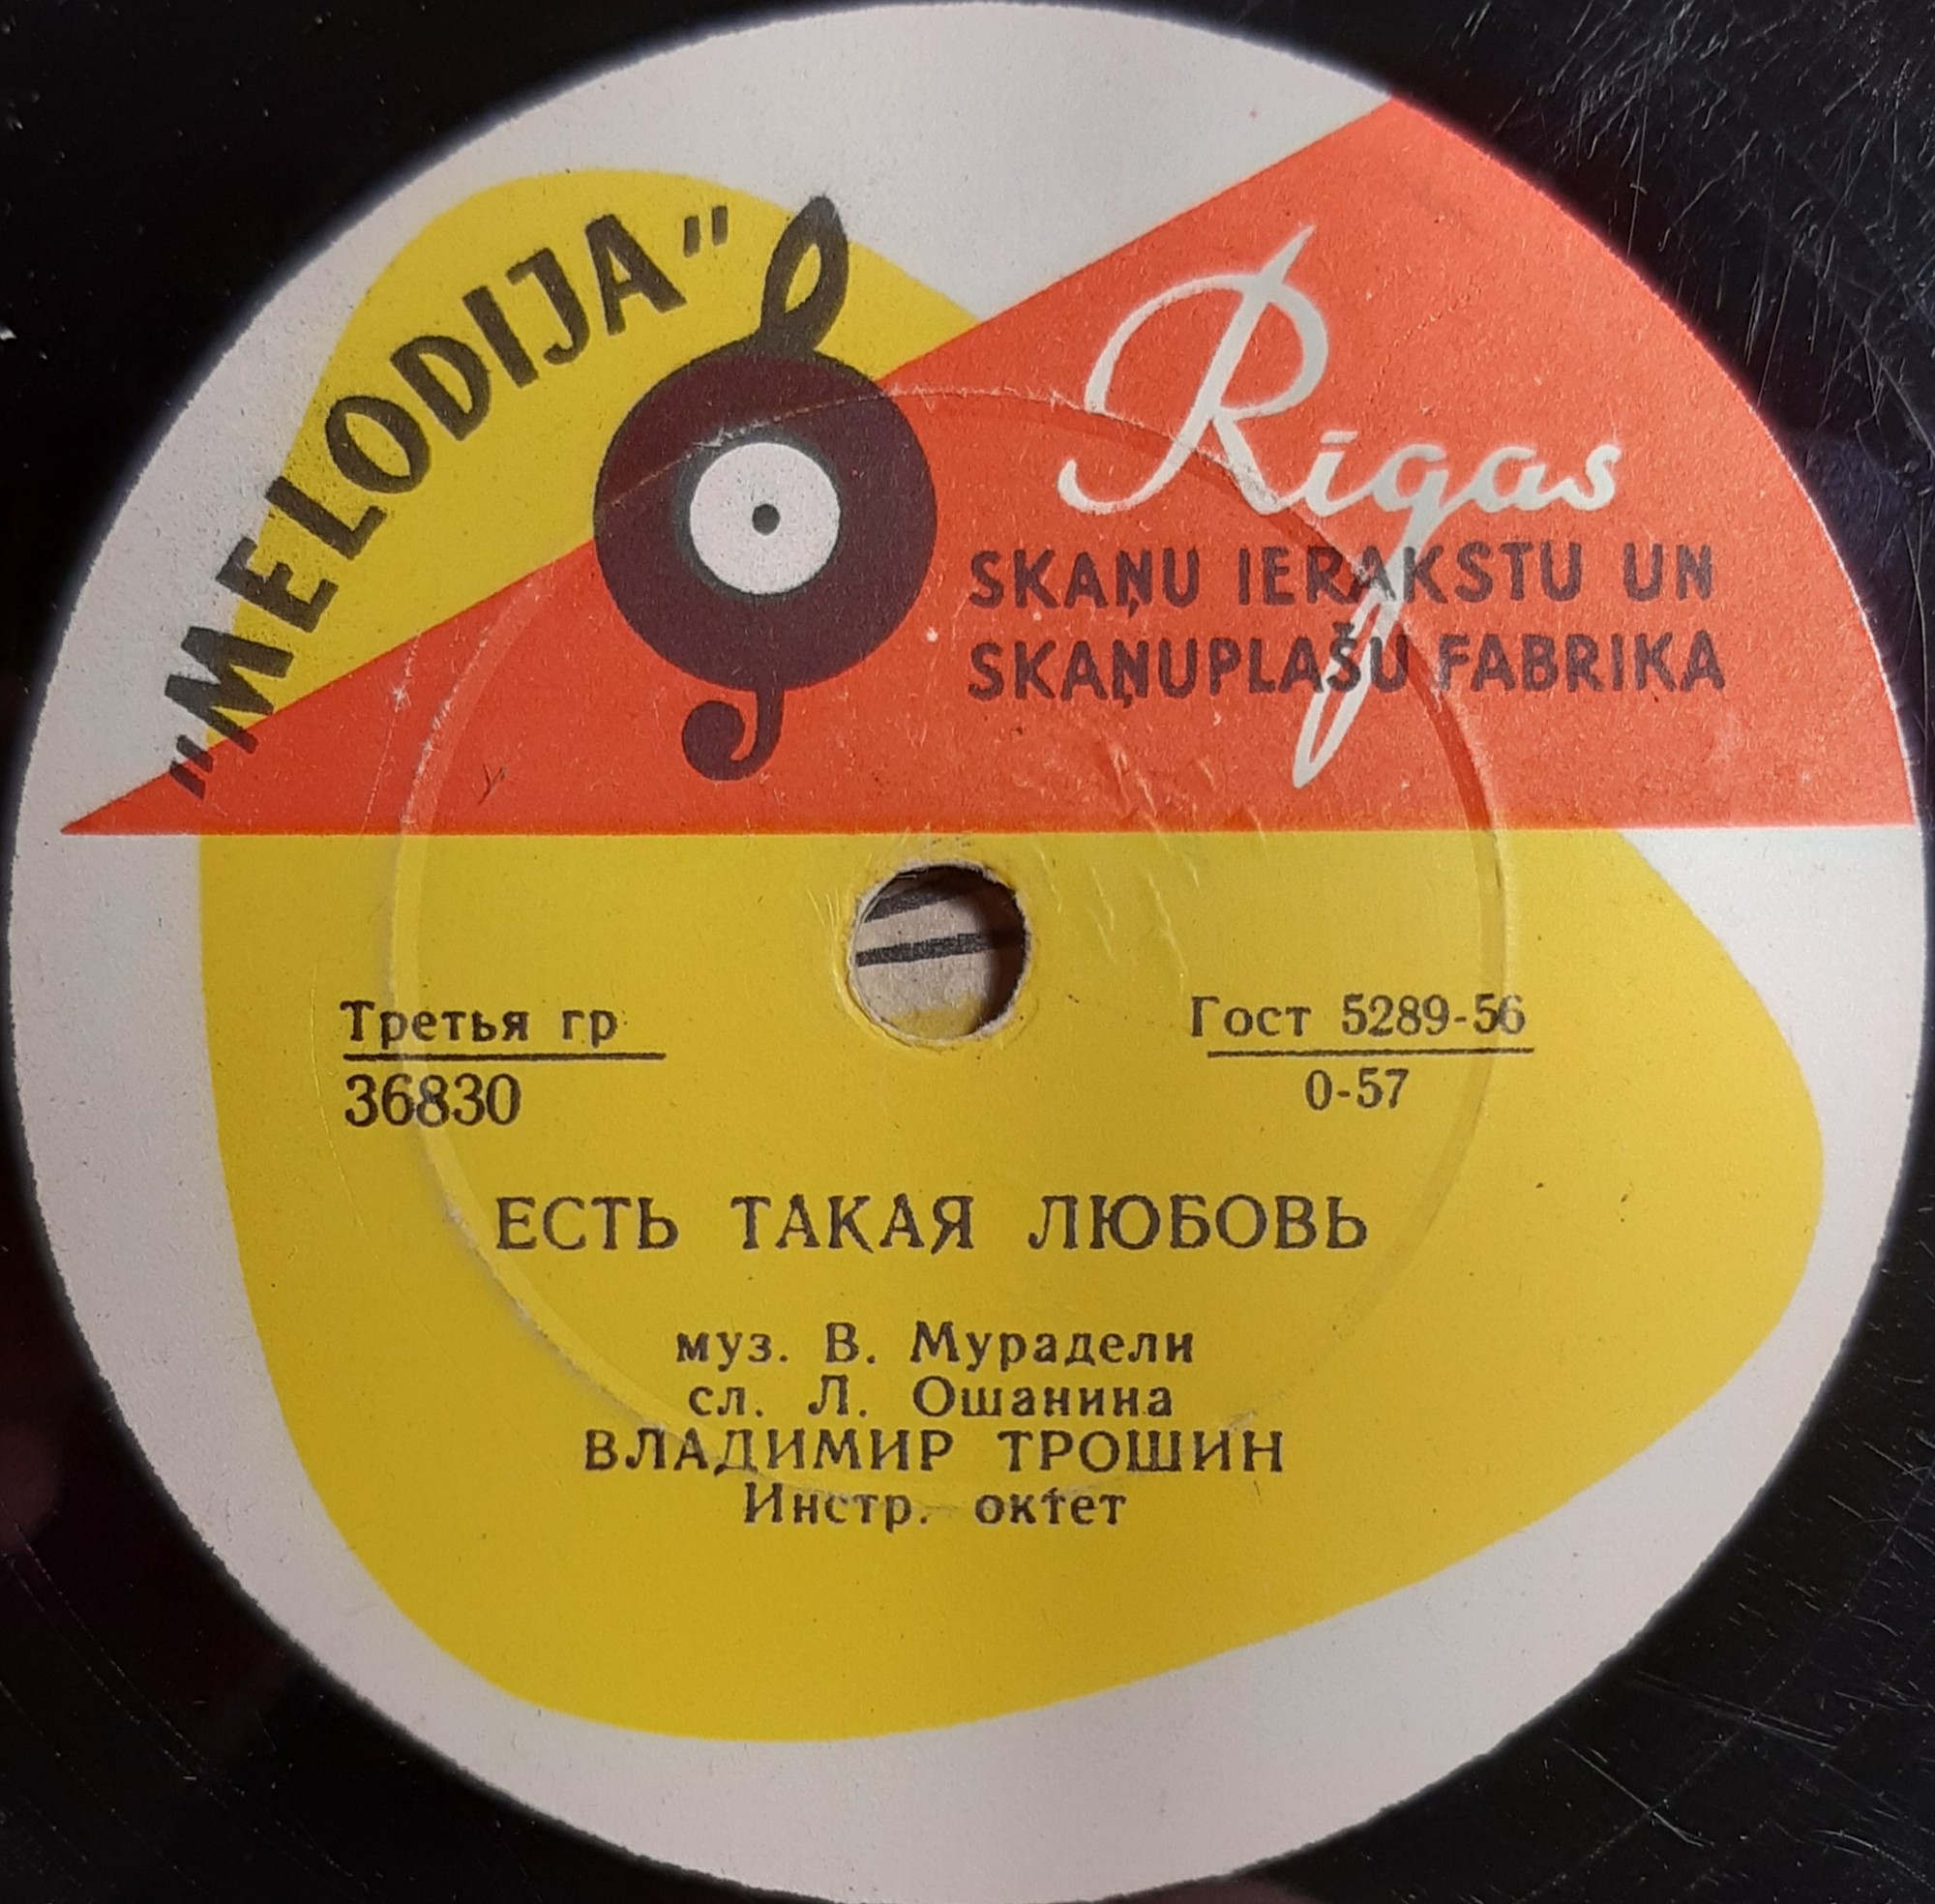 "MELODIJA"
Rīgas
SKAŅU IERAKSTU UN
SKAŅUPLAŠU FABRIKA
Третья гр
36830
Гост 5289-56
0-57
ЕСТЬ ТАКАЯ ЛЮБОВЬ
муз. В. Мурадели
сл. Л. Ошанина
ВЛАДИМИР ТРОШИН
Инстр. октет